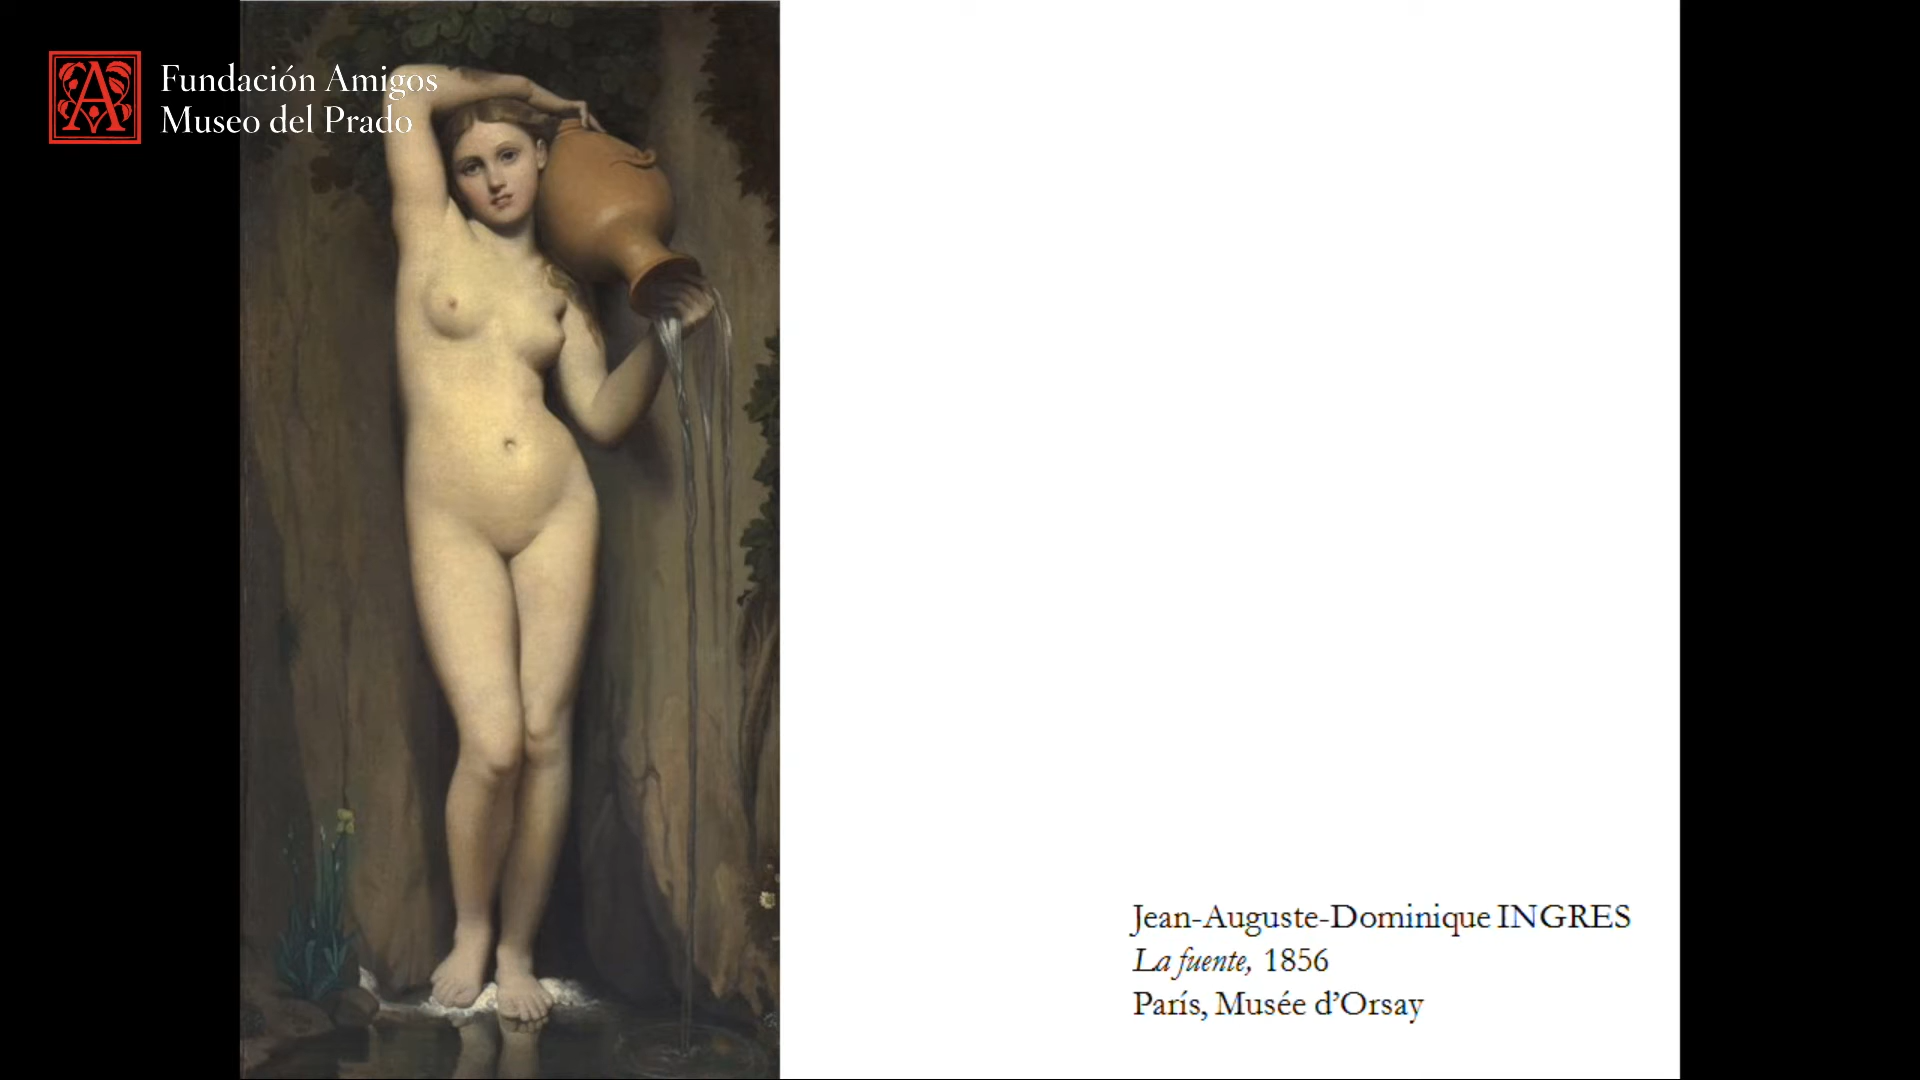 Fundación Amigos
Museo del Prado
Jean-Auguste-Dominique INGRES
La fuente, 1856
París, Musée d’Orsay